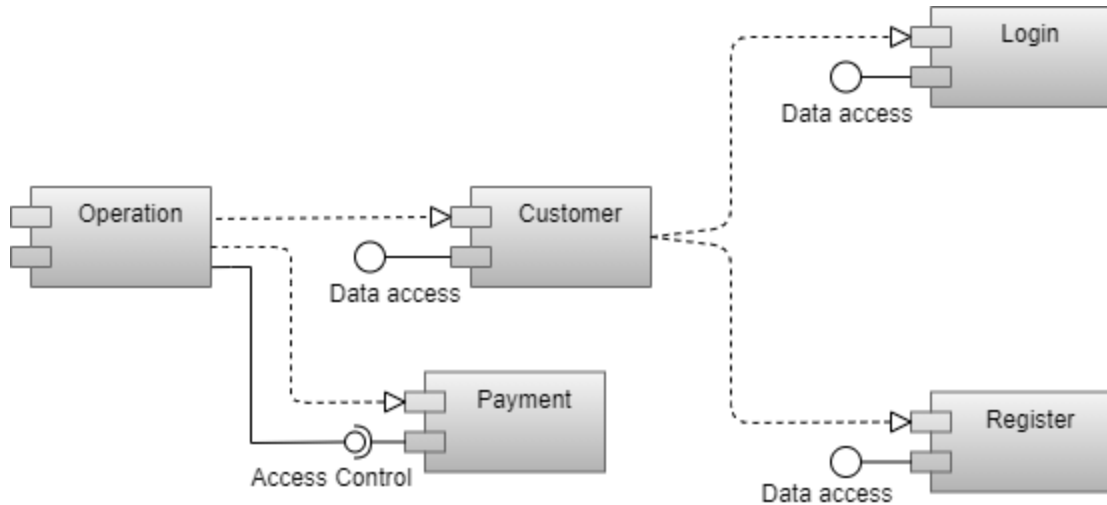 Login
Data access
Operation
Customer
Data access
Payment
Access Control
Register
Data access